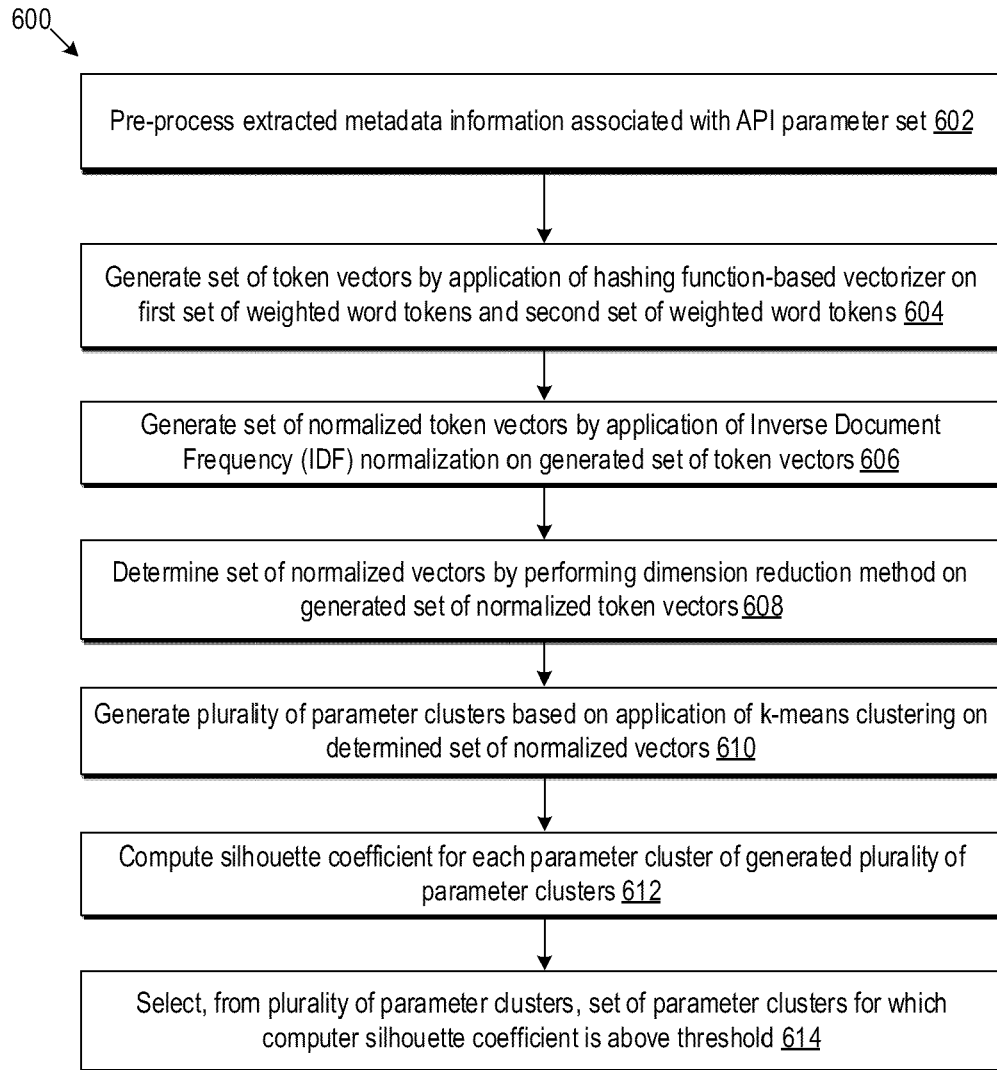 600
Pre-process extracted metadata information associated with API parameter set 602
Generate set of token vectors by application of hashing function-based vectorizer on
first set of weighted word tokens and second set of weighted word tokens 604
Generate set of normalized token vectors by application of Inverse Document
Frequency (IDF) normalization on generated set of token vectors 606
Determine set of normalized vectors by performing dimension reduction method on
generated set of normalized token vectors 608
Generate plurality of parameter clusters based on application of k-means clustering on
determined set of normalized vectors 610
Compute silhouette coefficient for each parameter cluster of generated plurality of
parameter clusters 612
Select, from plurality of parameter clusters, set of parameter clusters for which
computer silhouette coefficient is above threshold 614